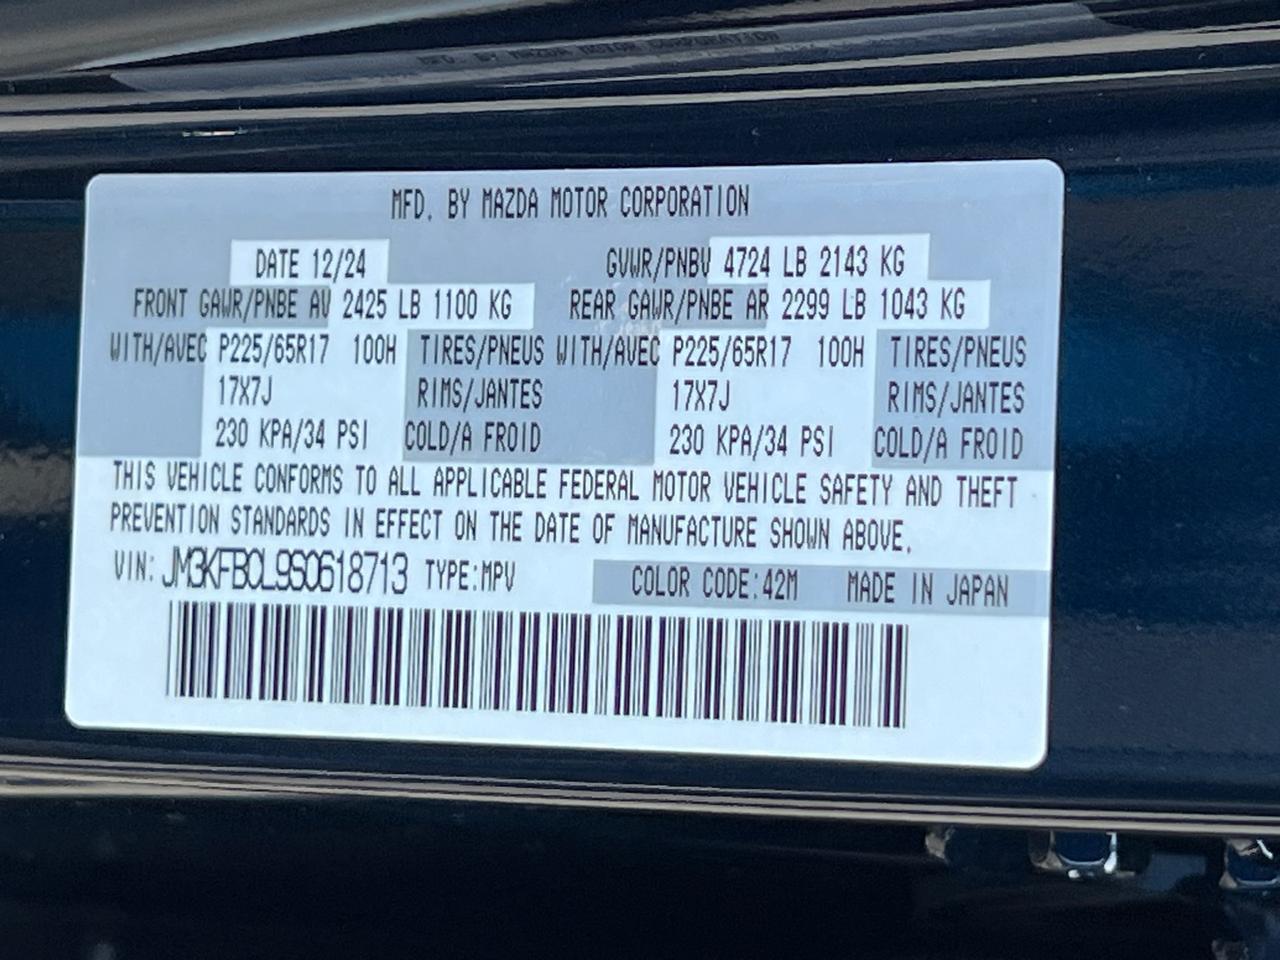 MFD. BY MAZDA MOTOR CORPORATION
MFD. BY MAZDA MOTOR CORPORATION
DATE 12/24 GVWR/PNBV 4724 LB 2143 KG
FRONT GAWR/PNBE AV 2425 LB 1100 KG REAR GAWR/PNBE AR 2299 LB 1043 KG
WITH/AVEC P225/65R17 100H TIRES/PNEUS WITH/AVEC P225/65R17 100H TIRES/PNEUS
17X7J RIMS/JANTES 17X7J RIMS/JANTES
230 KPA/34 PSI COLD/A FROID 230 KPA/34 PSI COLD/A FROID
THIS VEHICLE CONFORMS TO ALL APPLICABLE FEDERAL MOTOR VEHICLE SAFETY AND THEFT
PREVENTION STANDARDS IN EFFECT ON THE DATE OF MANUFACTURE SHOWN ABOVE.
VIN: JM3KFBCL9S0618713 TYPE:MPV COLOR CODE:42M MADE IN JAPAN